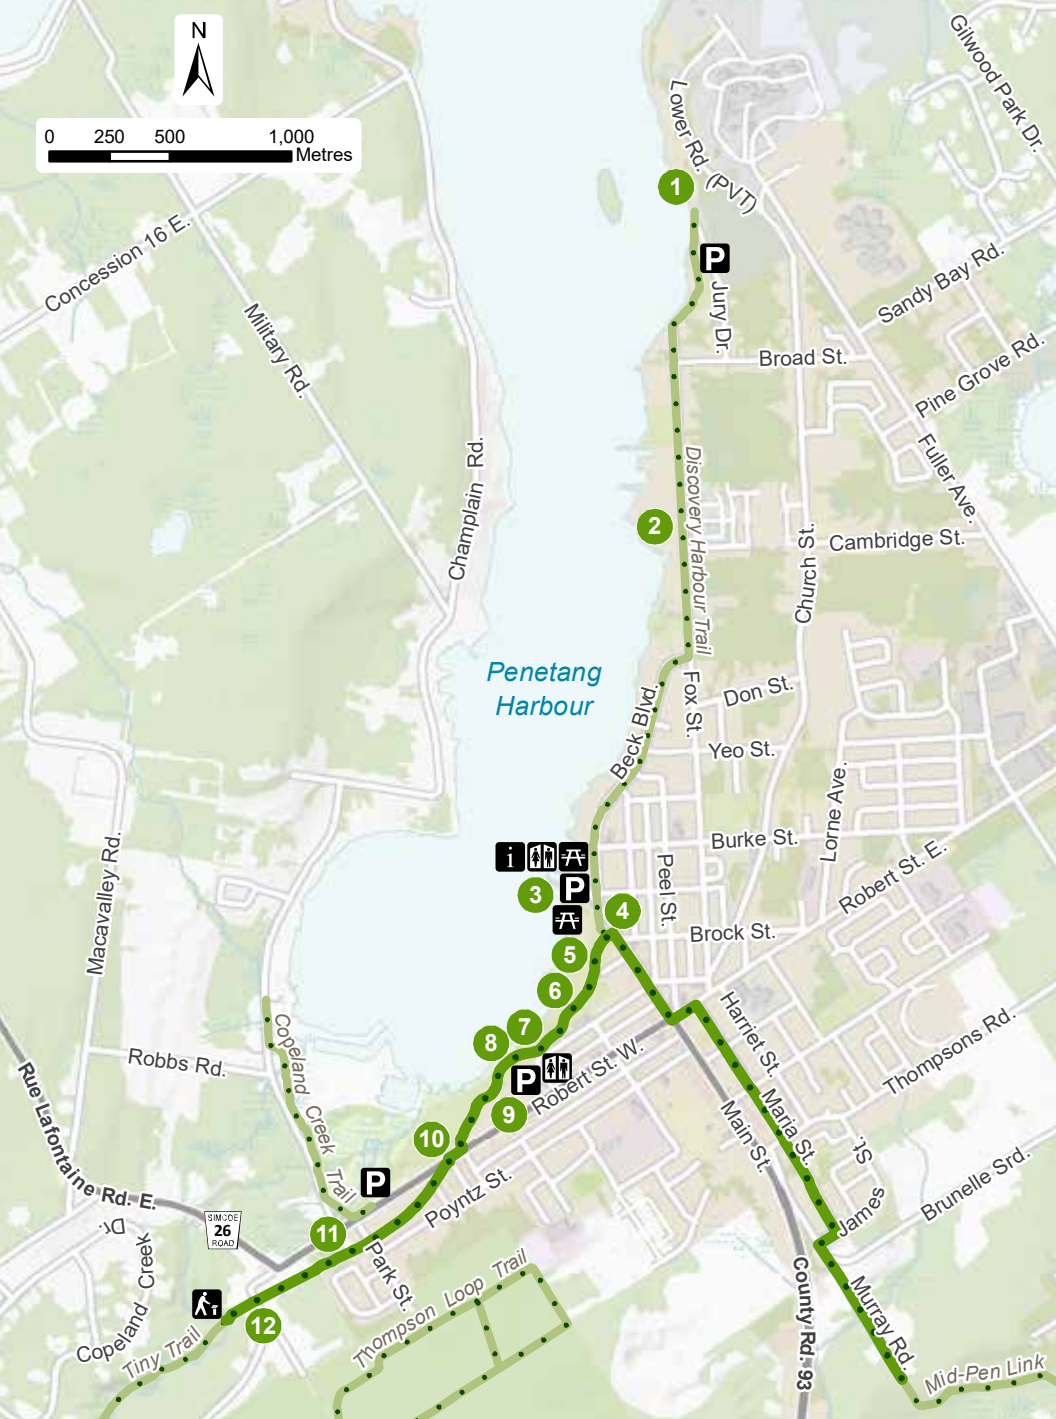 N
0 250 500 1,000
Metres
Gilwood Park Dr.
Lower Rd. (PVT)
1
P
Concession 16 E.
Sandy Bay Rd.
Military Rd.
Jury Dr.
Broad St.
Pine Grove Rd.
Champlain Rd.
Fuller Ave.
Discovery Harbour Trail
2
Church St.
Cambridge St.
Penetang
Harbour
Fox St.
Don St.
Beck Blvd.
Yeo St.
Lorne Ave.
Burke St.
Macavalley Rd.
i
Peel St.
Robert St. E.
3
P
4
Brock St.
5
6
Harriet St.
Copeland Creek Trail
7
8
Thompsons Rd.
Robbs Rd.
P
Robert St. W.
9
Rue Lafontaine Rd. E.
Main St.
Maria St.
10
P
James St.
Brunelle Srd.
Poyntz St.
SIMCOE
26
ROAD
11
Park St.
Copeland Creek Dr.
Thompson Loop Trail
County Rd. 93
Murray Rd.
12
Tiny Trail
Mid-Pen Link